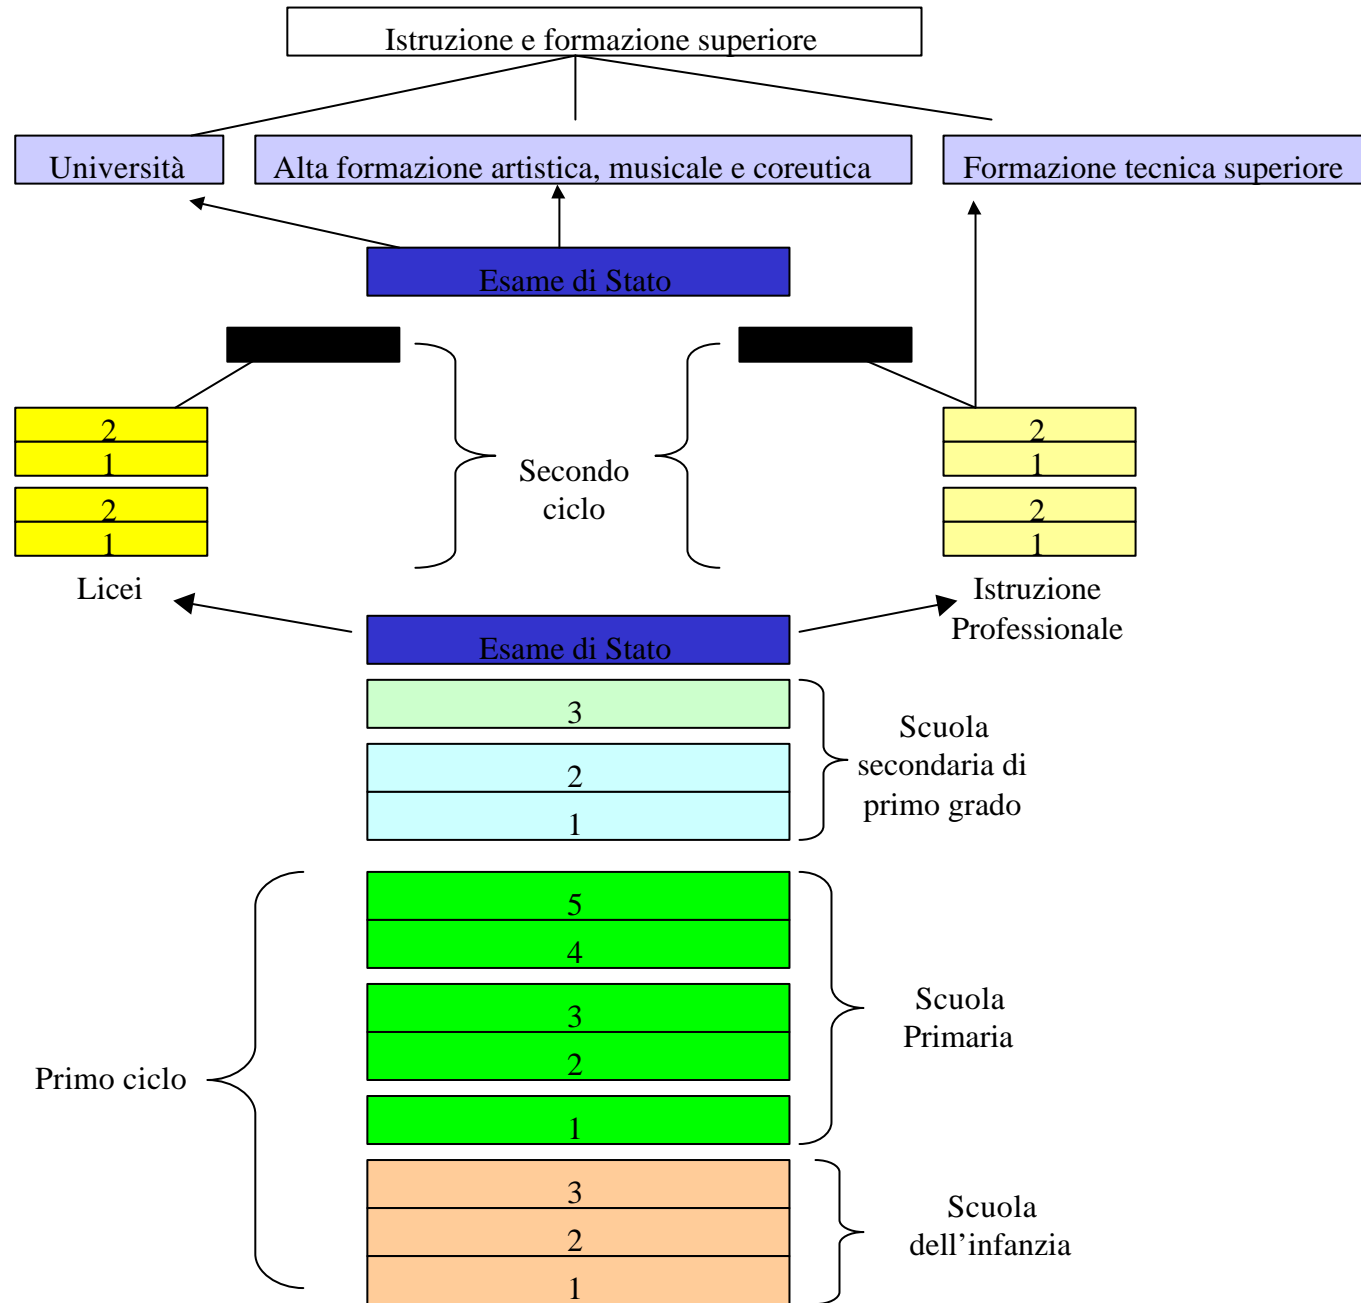 Istruzione e formazione superiore
Università
Alta formazione artistica, musicale e coreutica
Formazione tecnica superiore
Esame di Stato
2
1
2
1
Licei
Secondo
ciclo
2
1
2
1
Istruzione
Professionale
Esame di Stato
3
2
1
Scuola
secondaria di
primo grado
5
4
3
2
1
Scuola
Primaria
Primo ciclo
3
2
1
Scuola
dell’infanzia